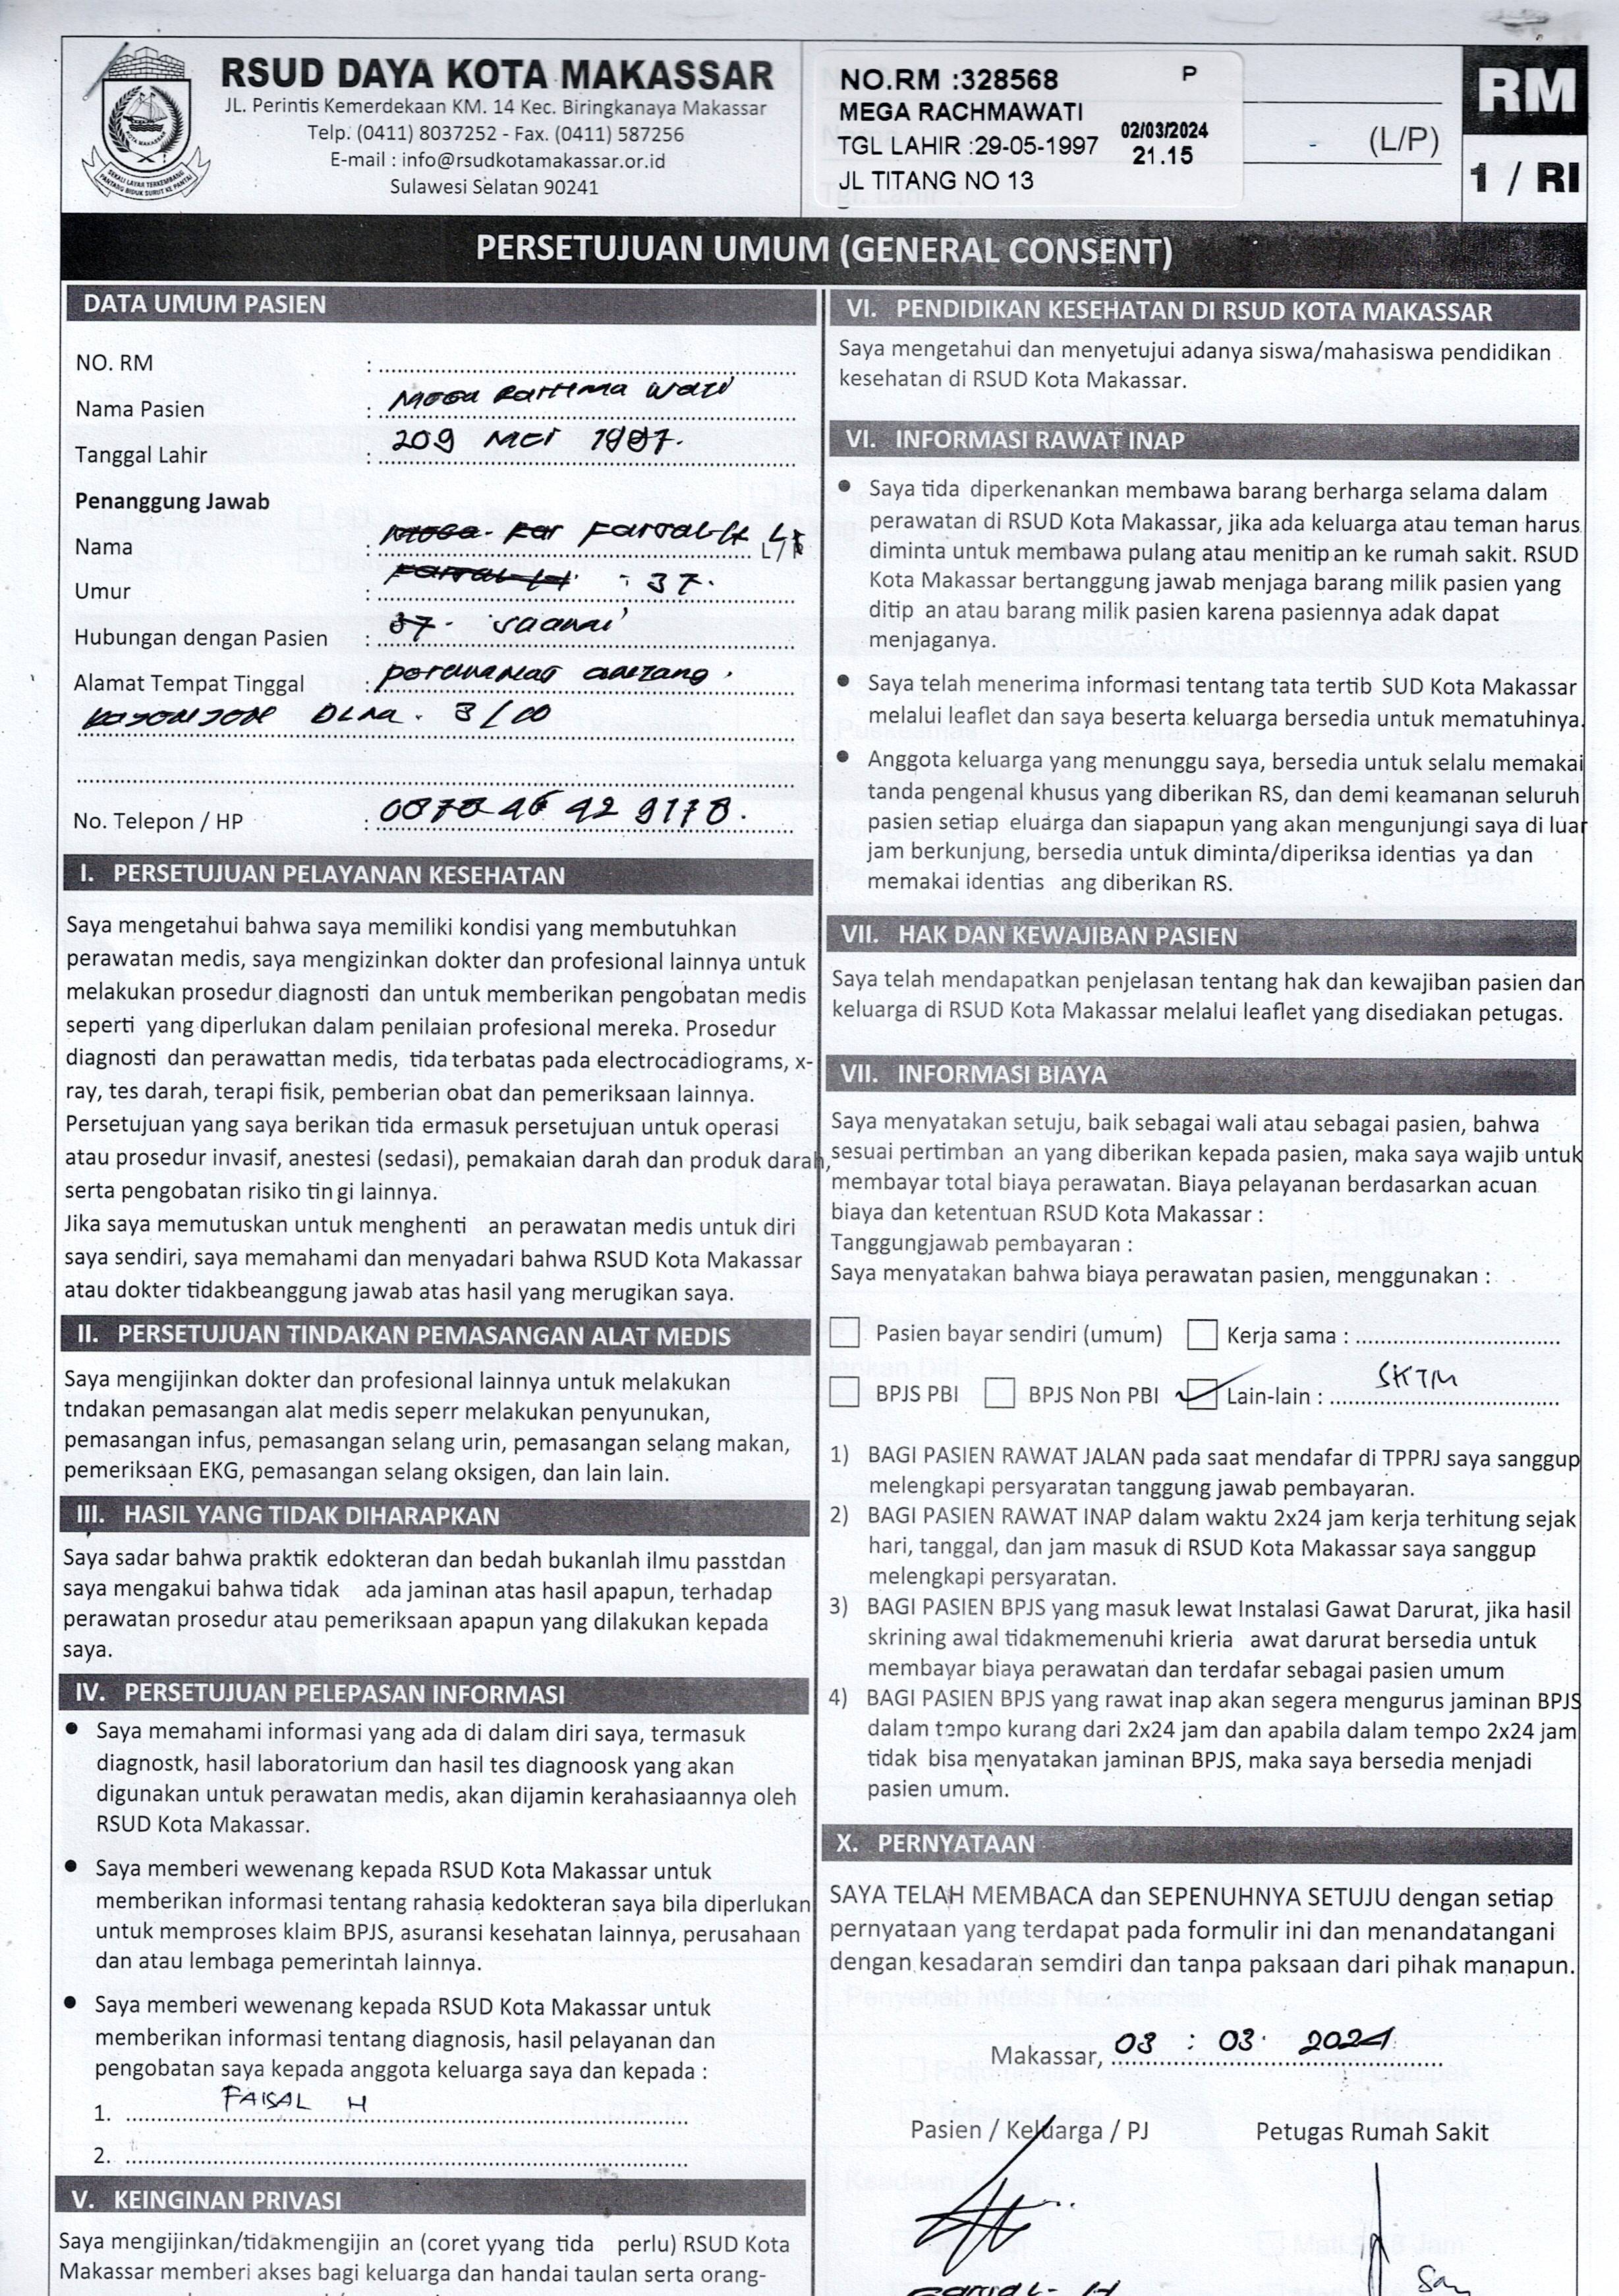 RSUD DAYA KOTA MAKASSAR
JL. Perintis Kemerdekaan KM. 14 Kec. Biringkanaya Makassar
Telp. (0411) 8037252 - Fax. (0411) 587256
E-mail : info@rsudkotamakassar.or.id
Sulawesi Selatan 90241
NO.RM :328568 P
MEGA RACHMAWATI
TGL LAHIR :29-05-1997 02/03/2024
21.15
JL TITANG NO 13
(L/P)
RM
1 / RI
PERSETUJUAN UMUM (GENERAL CONSENT)
DATA UMUM PASIEN
NO. RM :
Nama Pasien :
Tanggal Lahir : 209 Mei 1997.
Penanggung Jawab
Nama : L/P
Umur : 37.
Hubungan dengan Pasien :
Alamat Tempat Tinggal :
3/
No. Telepon / HP :
I. PERSETUJUAN PELAYANAN KESEHATAN
Saya mengetahui bahwa saya memiliki kondisi yang membutuhkan
perawatan medis, saya mengizinkan dokter dan profesional lainnya untuk
melakukan prosedur diagnosti dan untuk memberikan pengobatan medis
seperti yang diperlukan dalam penilaian profesional mereka. Prosedur
diagnosti dan perawattan medis, tida terbatas pada electrocadiograms, x-
ray, tes darah, terapi fisik, pemberian obat dan pemeriksaan lainnya.
Persetujuan yang saya berikan tida ermasuk persetujuan untuk operasi
atau prosedur invasif, anestesi (sedasi), pemakaian darah dan produk darah,
serta pengobatan risiko tin gi lainnya.
Jika saya memutuskan untuk menghenti an perawatan medis untuk diri
saya sendiri, saya memahami dan menyadari bahwa RSUD Kota Makassar
atau dokter tidakbeanggung jawab atas hasil yang merugikan saya.
II. PERSETUJUAN TINDAKAN PEMASANGAN ALAT MEDIS
Saya mengijinkan dokter dan profesional lainnya untuk melakukan
tndakan pemasangan alat medis seperr melakukan penyunukan,
pemasangan infus, pemasangan selang urin, pemasangan selang makan,
pemeriksaan EKG, pemasangan selang oksigen, dan lain lain.
III. HASIL YANG TIDAK DIHARAPKAN
Saya sadar bahwa praktik edokteran dan bedah bukanlah ilmu passtdan
saya mengakui bahwa tidak ada jaminan atas hasil apapun, terhadap
perawatan prosedur atau pemeriksaan apapun yang dilakukan kepada
saya.
IV. PERSETUJUAN PELEPASAN INFORMASI
● Saya memahami informasi yang ada di dalam diri saya, termasuk
diagnostk, hasil laboratorium dan hasil tes diagnoosk yang akan
digunakan untuk perawatan medis, akan dijamin kerahasiaannya oleh
RSUD Kota Makassar.
● Saya memberi wewenang kepada RSUD Kota Makassar untuk
memberikan informasi tentang rahasia kedokteran saya bila diperlukan
untuk memproses klaim BPJS, asuransi kesehatan lainnya, perusahaan
dan atau lembaga pemerintah lainnya.
● Saya memberi wewenang kepada RSUD Kota Makassar untuk
memberikan informasi tentang diagnosis, hasil pelayanan dan
pengobatan saya kepada anggota keluarga saya dan kepada :
1. FAISAL H
2.
V. KEINGINAN PRIVASI
Saya mengijinkan/tidakmengijin an (coret yyang tida perlu) RSUD Kota
Makassar memberi akses bagi keluarga dan handai taulan serta orang-
VI. PENDIDIKAN KESEHATAN DI RSUD KOTA MAKASSAR
Saya mengetahui dan menyetujui adanya siswa/mahasiswa pendidikan
kesehatan di RSUD Kota Makassar.
VI. INFORMASI RAWAT INAP
● Saya tida diperkenankan membawa barang berharga selama dalam
perawatan di RSUD Kota Makassar, jika ada keluarga atau teman harus
diminta untuk membawa pulang atau menitip an ke rumah sakit. RSUD
Kota Makassar bertanggung jawab menjaga barang milik pasien yang
ditip an atau barang milik pasien karena pasiennya adak dapat
menjaganya.
● Saya telah menerima informasi tentang tata tertib SUD Kota Makassar
melalui leaflet dan saya beserta keluarga bersedia untuk mematuhinya.
● Anggota keluarga yang menunggu saya, bersedia untuk selalu memakai
tanda pengenal khusus yang diberikan RS, dan demi keamanan seluruh
pasien setiap eluarga dan siapapun yang akan mengunjungi saya di luar
jam berkunjung, bersedia untuk diminta/diperiksa identias ya dan
memakai identias ang diberikan RS.
VII. HAK DAN KEWAJIBAN PASIEN
Saya telah mendapatkan penjelasan tentang hak dan kewajiban pasien dan
keluarga di RSUD Kota Makassar melalui leaflet yang disediakan petugas.
VII. INFORMASI BIAYA
Saya menyatakan setuju, baik sebagai wali atau sebagai pasien, bahwa
sesuai pertimban an yang diberikan kepada pasien, maka saya wajib untuk
membayar total biaya perawatan. Biaya pelayanan berdasarkan acuan
biaya dan ketentuan RSUD Kota Makassar :
Tanggungjawab pembayaran :
Saya menyatakan bahwa biaya perawatan pasien, menggunakan :
Pasien bayar sendiri (umum) Kerja sama :
BPJS PBI BPJS Non PBI Lain-lain : SKTM
1) BAGI PASIEN RAWAT JALAN pada saat mendafar di TPPRJ saya sanggup
melengkapi persyaratan tanggung jawab pembayaran.
2) BAGI PASIEN RAWAT INAP dalam waktu 2x24 jam kerja terhitung sejak
hari, tanggal, dan jam masuk di RSUD Kota Makassar saya sanggup
melengkapi persyaratan.
3) BAGI PASIEN BPJS yang masuk lewat Instalasi Gawat Darurat, jika hasil
skrining awal tidakmemenuhi krieria awat darurat bersedia untuk
membayar biaya perawatan dan terdafar sebagai pasien umum
4) BAGI PASIEN BPJS yang rawat inap akan segera mengurus jaminan BPJS
dalam tempo kurang dari 2x24 jam dan apabila dalam tempo 2x24 jam
tidak bisa menyatakan jaminan BPJS, maka saya bersedia menjadi
pasien umum.
X. PERNYATAAN
SAYA TELAH MEMBACA dan SEPENUHNYA SETUJU dengan setiap
pernyataan yang terdapat pada formulir ini dan menandatangani
dengan kesadaran semdiri dan tanpa paksaan dari pihak manapun.
Makassar, 03 : 03 2024
Pasien / Keluarga / PJ Petugas Rumah Sakit